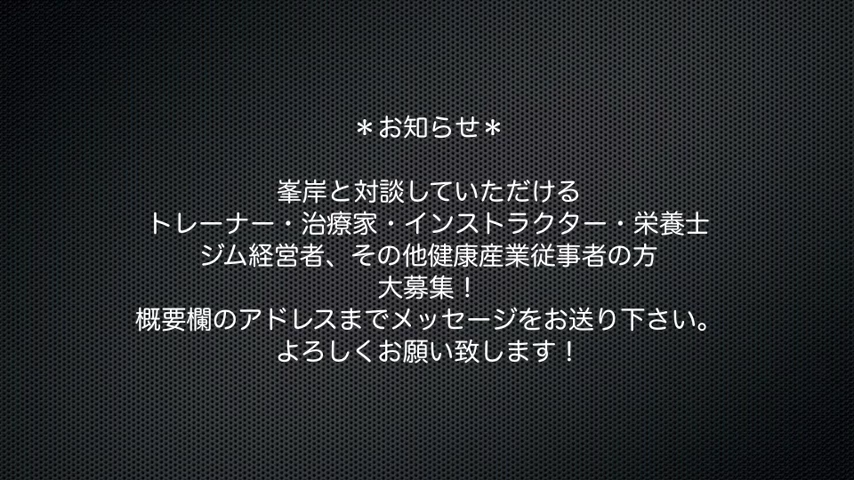 ＊お知らせ＊
峯岸と対談していただける
トレーナー・治療家・インストラクター・栄養士
ジム経営者、その他健康産業従事者の方
大募集！
概要欄のアドレスまでメッセージをお送り下さい。
よろしくお願い致します！